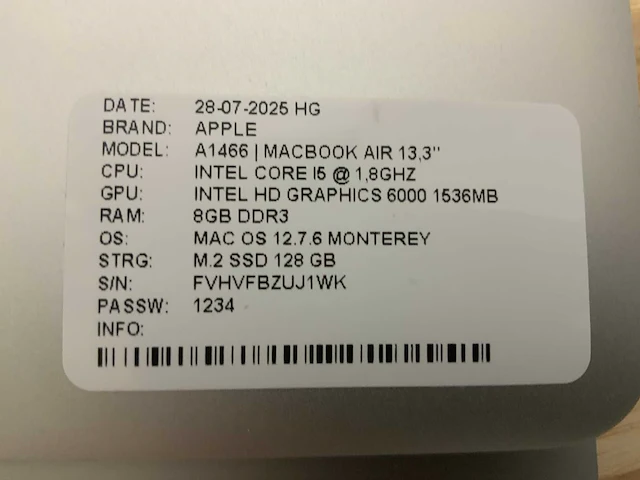 DATE: 28-07-2025 HG
BRAND: APPLE
MODEL: A1466 | MACBOOK AIR 13,3"
CPU: INTEL CORE I5 @ 1,8GHZ
GPU: INTEL HD GRAPHICS 6000 1536MB
RAM: 8GB DDR3
OS: MAC OS 12.7.6 MONTEREY
STRG: M.2 SSD 128 GB
S/N: FVHVFBZUJ1WK
PASSW: 1234
INFO: